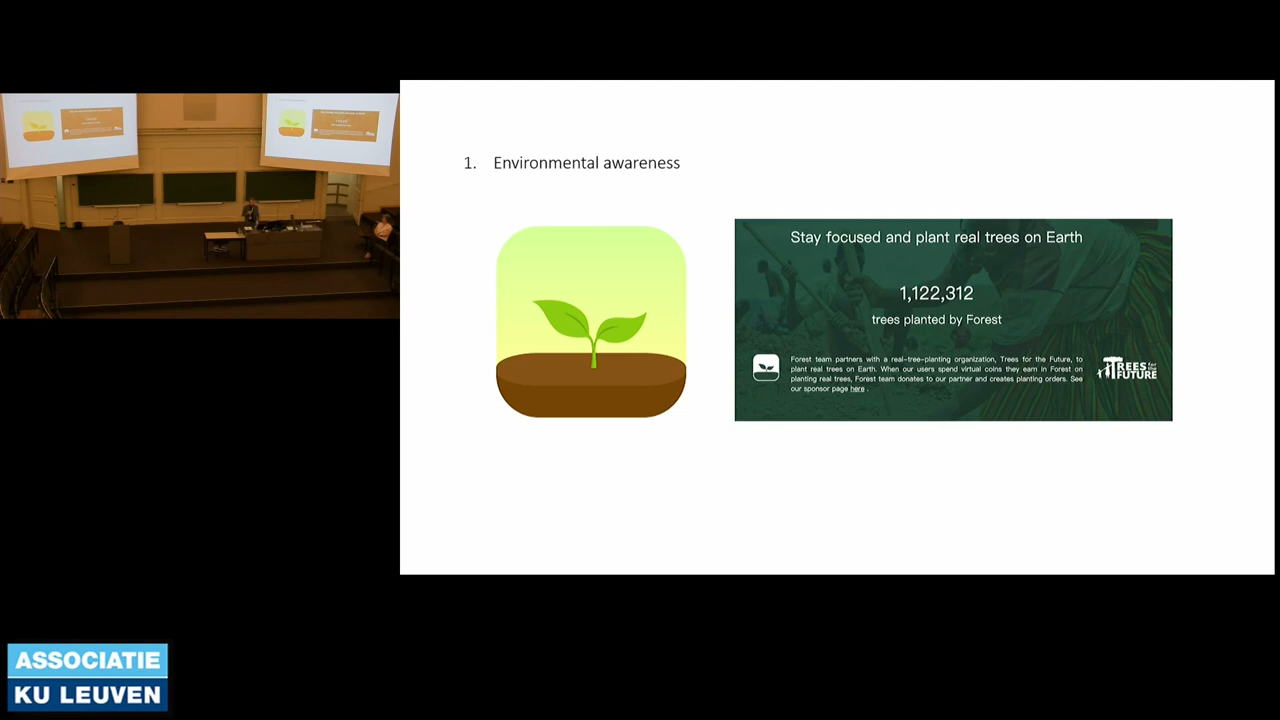 1. Environmental awareness
Stay focused and plant real trees on Earth
1,122,312
trees planted by Forest
Forest team partners with a real-tree-planting organization, Trees for the Future, to
plant real trees on Earth. When our users spend virtual coins they earn in Forest on
planting real trees, Forest team donates to our partner and creates planting orders. See
our sponsor page here .
TREES for the
FUTURE
ASSOCIATIE
KU LEUVEN